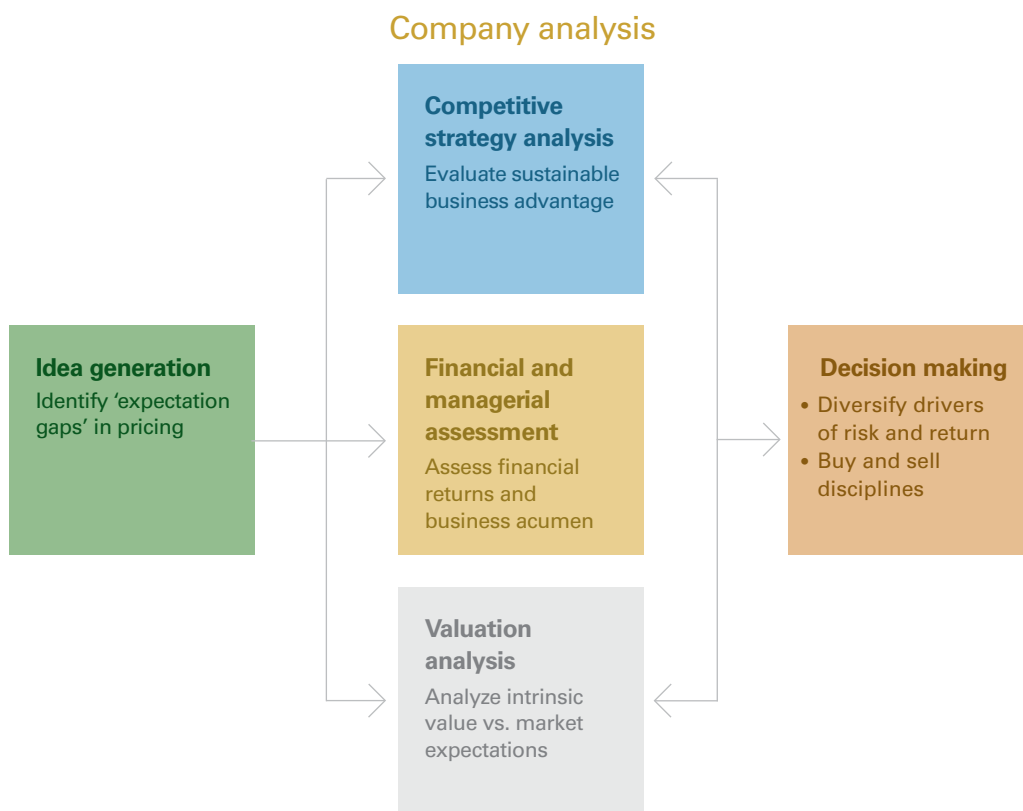 Company analysis
Competitive
strategy analysis
Evaluate sustainable
business advantage
Idea generation
Identify ‘expectation
gaps’ in pricing
Financial and
managerial
assessment
Assess financial
returns and
business acumen
Decision making
• Diversify drivers
of risk and return
• Buy and sell
disciplines
Valuation
analysis
Analyze intrinsic
value vs. market
expectations